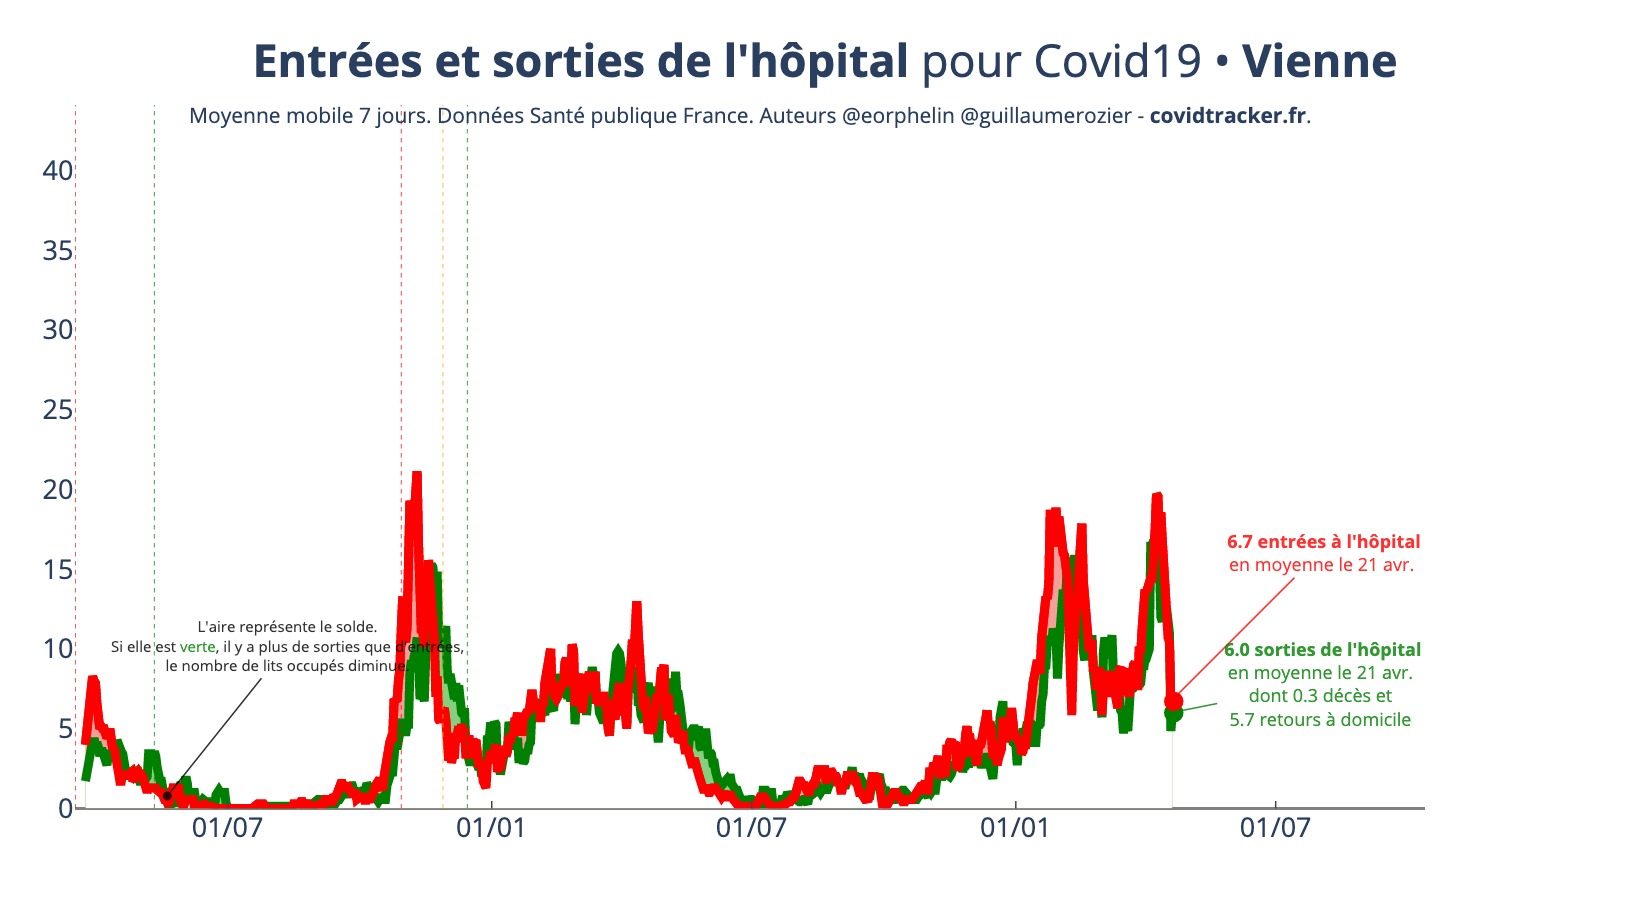 Entrées et sorties de l'hôpital pour Covid19 • Vienne
Moyenne mobile 7 jours. Données Santé publique France. Auteurs @eorphelin @guillaumerozier - covidtracker.fr.
40
35
30
25
20
15
10
5
0
L'aire représente le solde.
Si elle est verte, il y a plus de sorties que d'entrées,
le nombre de lits occupés diminue.
6.7 entrées à l'hôpital
en moyenne le 21 avr.
6.0 sorties de l'hôpital
en moyenne le 21 avr.
dont 0.3 décès et
5.7 retours à domicile
01/07
01/01
01/07
01/01
01/07